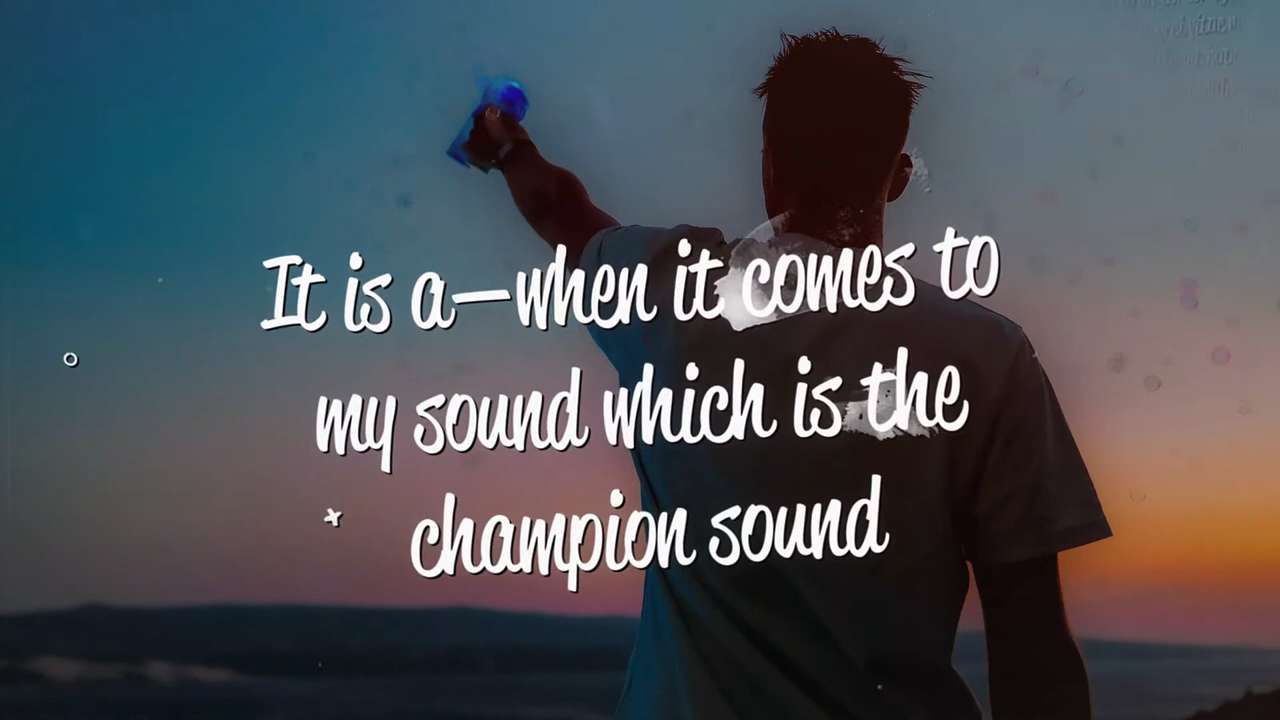 It is a—when it comes to
my sound which is the
champion sound